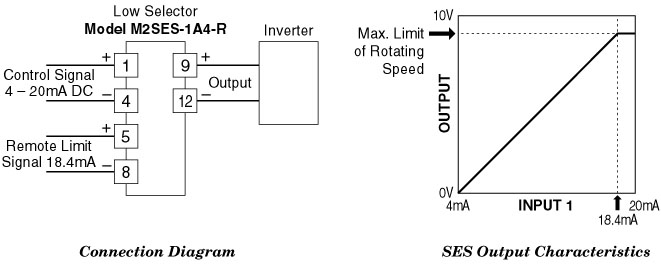 Low Selector
Model M2SES-1A4-R
Inverter
+
1
9
+
Control Signal
4 – 20mA DC
Output
–
4
12
–
+
5
Remote Limit
Signal 18.4mA
–
8
Connection Diagram
10V
Max. Limit
of Rotating
Speed
OUTPUT
0V
4mA
INPUT 1
20mA
18.4mA
SES Output Characteristics